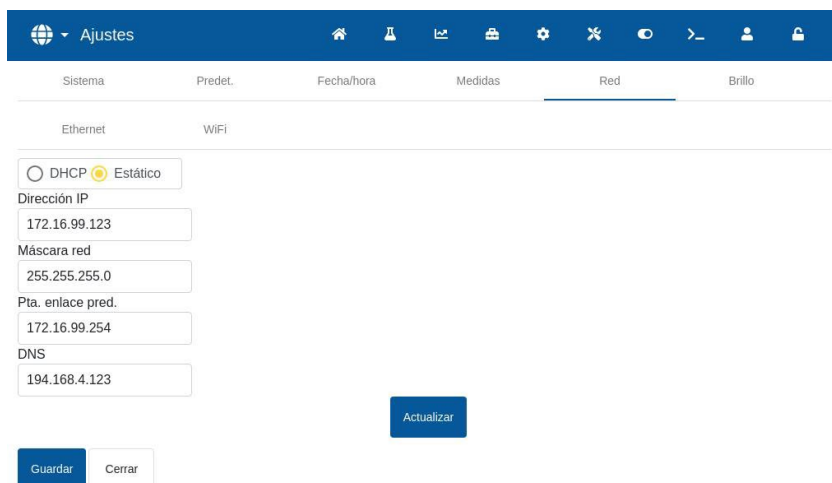 Ajustes
Sistema Predet. Fecha/hora Medidas Red Brillo
Ethernet WiFi
DHCP Estático
Dirección IP
172.16.99.123
Máscara red
255.255.255.0
Pta. enlace pred.
172.16.99.254
DNS
194.168.4.123
Actualizar
Guardar Cerrar